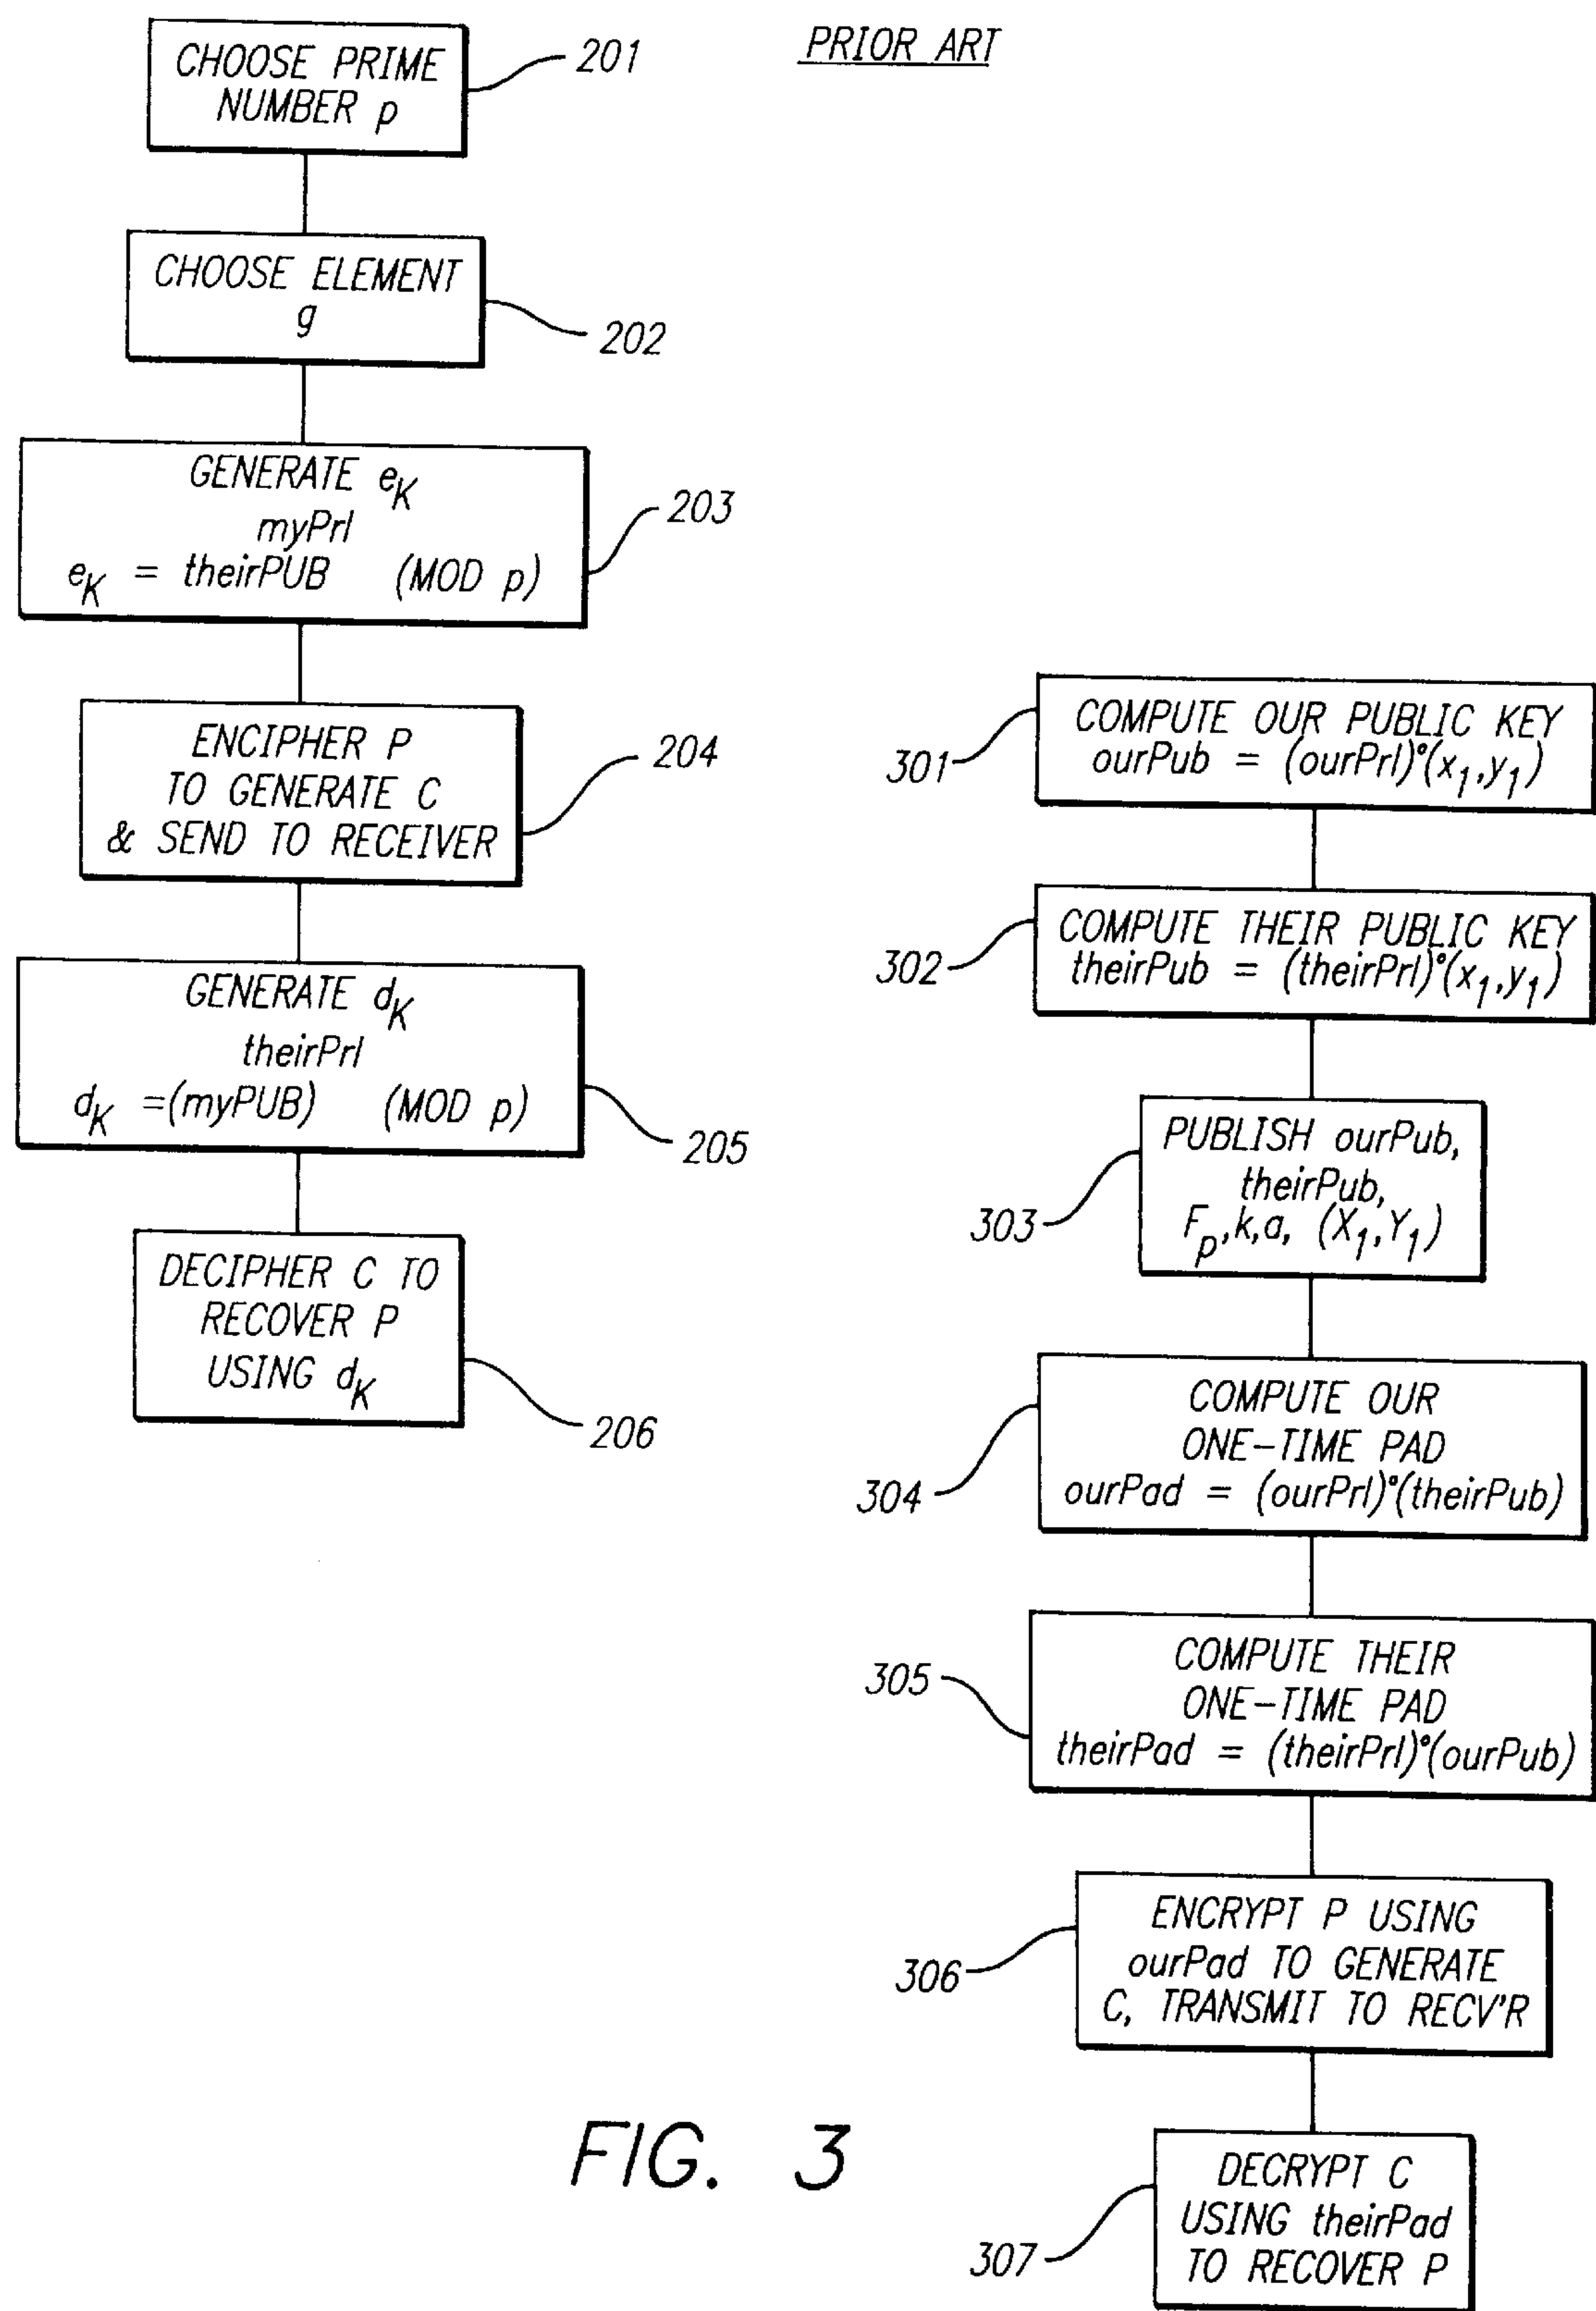 PRIOR ART
CHOOSE PRIME
NUMBER p
201
CHOOSE ELEMENT
g
202
GENERATE e_K
myPrI
e_K = theirPUB (MOD p)
203
ENCIPHER P
TO GENERATE C
& SEND TO RECEIVER
204
GENERATE d_K
theirPrI
d_K =(myPUB) (MOD p)
205
DECIPHER C TO
RECOVER P
USING d_K
206
COMPUTE OUR PUBLIC KEY
ourPub = (ourPrI)°(x_1,y_1)
301
COMPUTE THEIR PUBLIC KEY
theirPub = (theirPrI)°(x_1,y_1)
302
PUBLISH ourPub,
theirPub,
F_p,k,a, (X_1,Y_1)
303
COMPUTE OUR
ONE-TIME PAD
ourPad = (ourPrI)°(theirPub)
304
COMPUTE THEIR
ONE-TIME PAD
theirPad = (theirPrI)°(ourPub)
305
ENCRYPT P USING
ourPad TO GENERATE
C, TRANSMIT TO RECV'R
306
DECRYPT C
USING theirPad
TO RECOVER P
307
FIG. 3